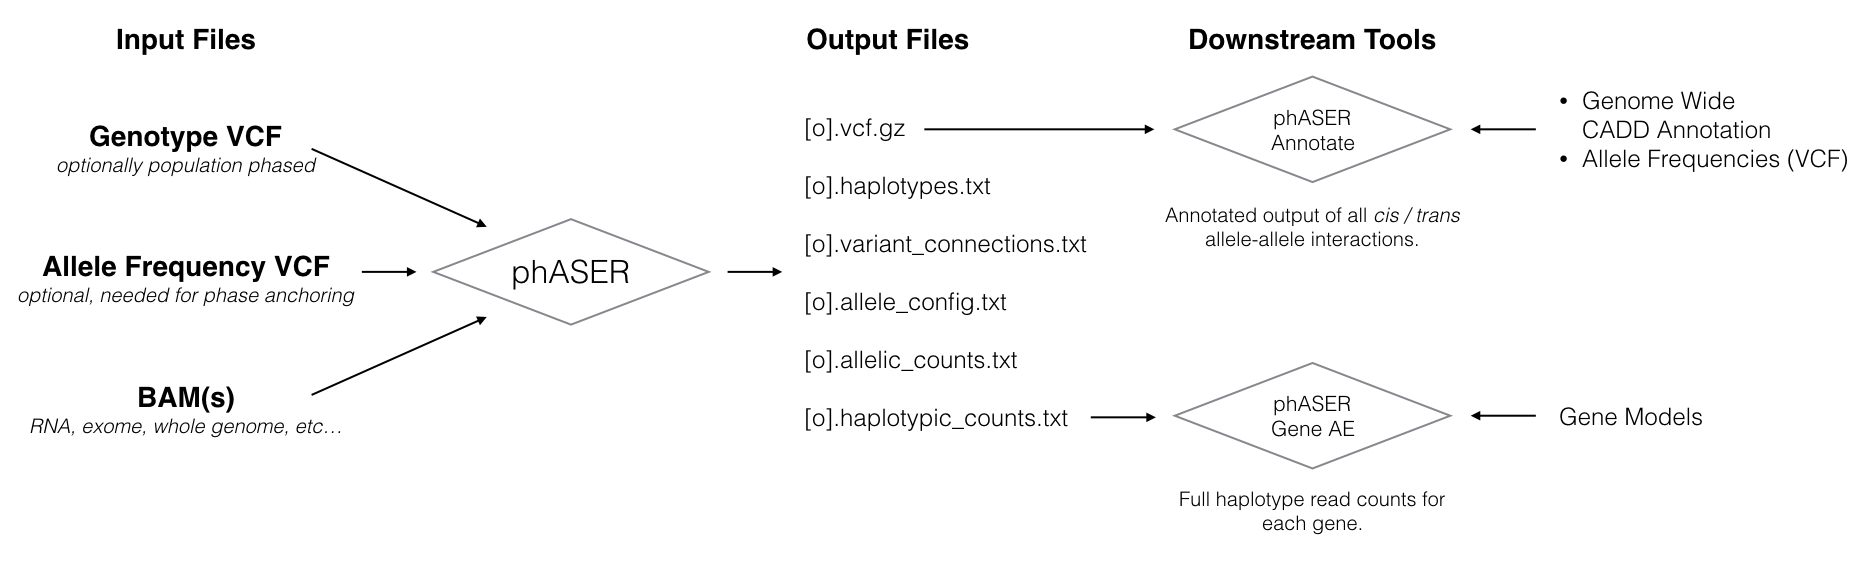 Input Files
Output Files
Downstream Tools
Genotype VCF
optionally population phased
Allele Frequency VCF
optional, needed for phase anchoring
BAM(s)
RNA, exome, whole genome, etc...
phASER
[o].vcf.gz
[o].haplotypes.txt
[o].variant_connections.txt
[o].allele_config.txt
[o].allelic_counts.txt
[o].haplotypic_counts.txt
phASER
Annotate
Annotated output of all cis / trans
allele-allele interactions.
• Genome Wide
CADD Annotation
• Allele Frequencies (VCF)
phASER
Gene AE
Full haplotype read counts for
each gene.
Gene Models